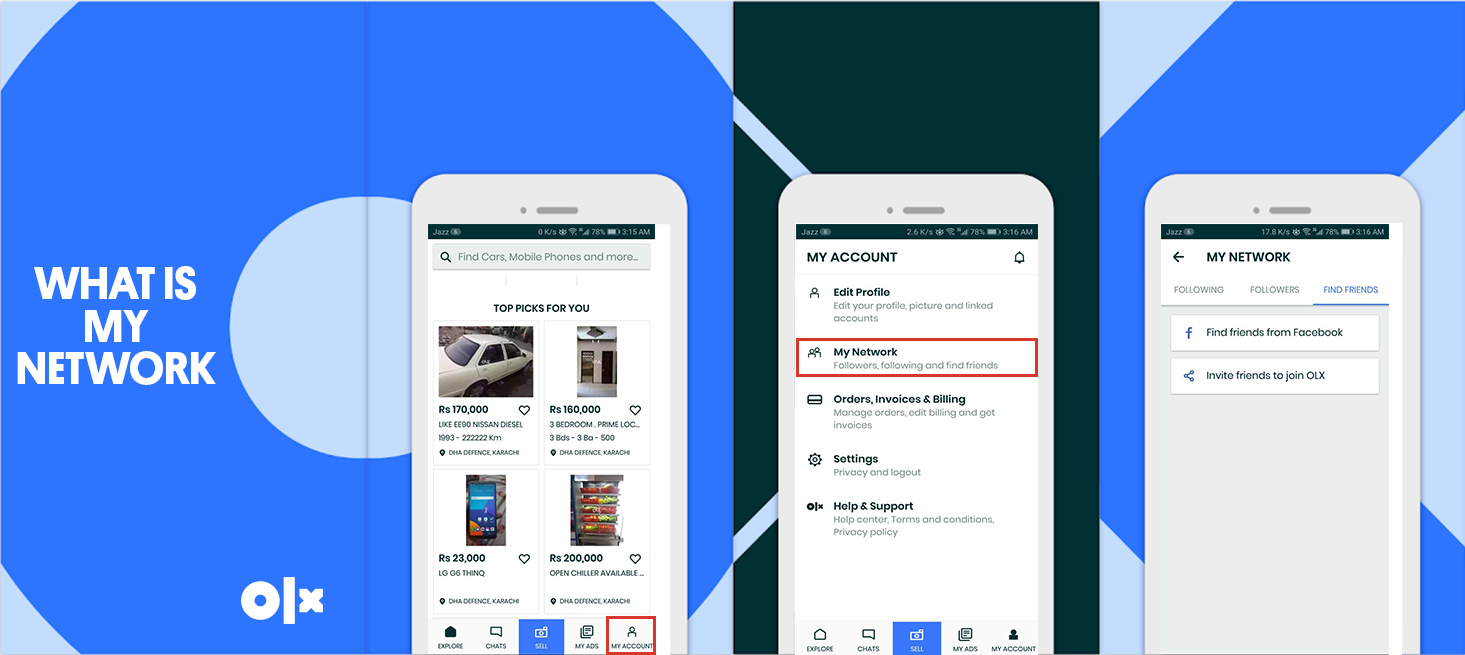 WHAT IS
MY
NETWORK
olx
Jazz 6 0 K/s 78% 3:15 AM
Find Cars, Mobile Phones and more...
TOP PICKS FOR YOU
Rs 170,000
LIKE EE90 NISSAN DIESEL
1993 - 222222 Km
DHA DEFENCE, KARACHI
Rs 160,000
3 BEDROOM . PRIME LOC...
3 Bds - 3 Ba - 500
DHA DEFENCE, KARACHI
Rs 23,000
LG G6 THINQ
DHA DEFENCE, KARACHI
Rs 200,000
OPEN CHILLER AVAILABLE ...
DHA DEFENCE, KARACHI
EXPLORE
CHATS
SELL
MY ADS
MY ACCOUNT
Jazz 6 2.6 K/s 78% 3:16 AM
MY ACCOUNT
Edit Profile
Edit your profile, picture and linked
accounts
My Network
Followers, following and find friends
Orders, Invoices & Billing
Manage orders, edit billing and get
invoices
Settings
Privacy and logout
olx Help & Support
Help center, Terms and conditions,
Privacy policy
EXPLORE
CHATS
SELL
MY ADS
MY ACCOUNT
Jazz 6 17.8 K/s 78% 3:16 AM
MY NETWORK
FOLLOWING
FOLLOWERS
FIND FRIENDS
Find friends from Facebook
Invite friends to join OLX